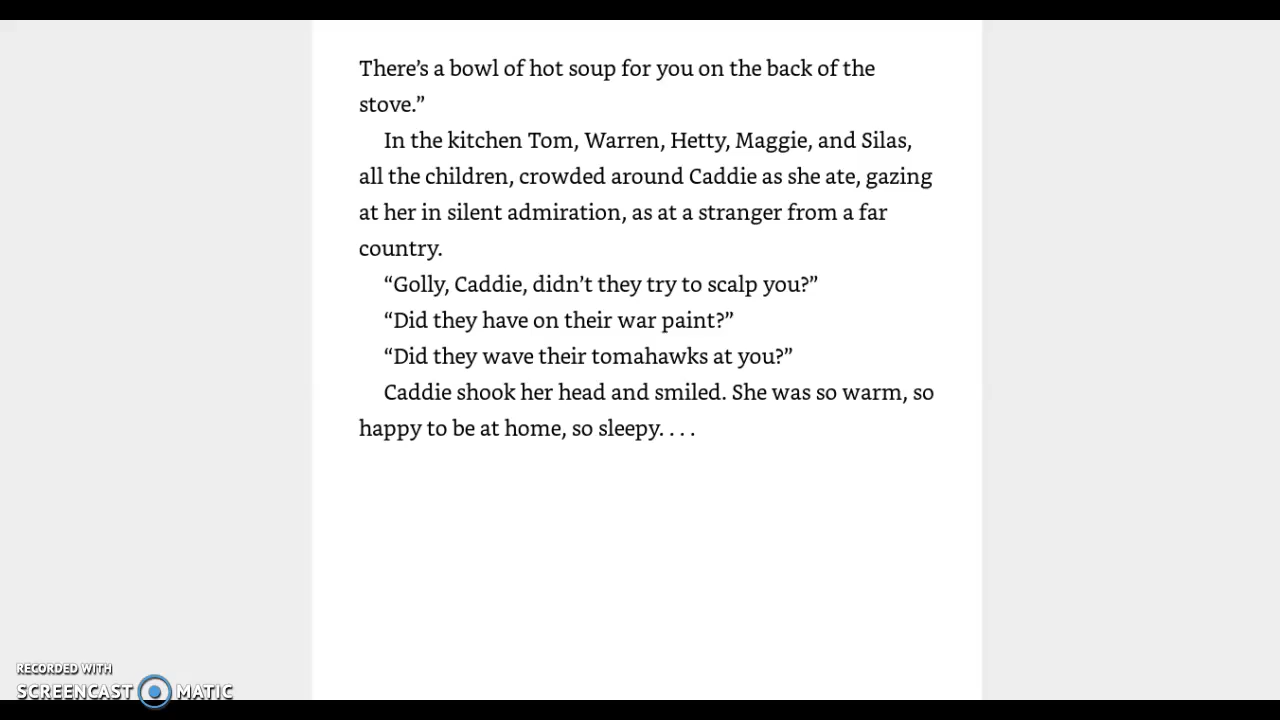 There’s a bowl of hot soup for you on the back of the
stove.”
In the kitchen Tom, Warren, Hetty, Maggie, and Silas,
all the children, crowded around Caddie as she ate, gazing
at her in silent admiration, as at a stranger from a far
country.
“Golly, Caddie, didn’t they try to scalp you?”
“Did they have on their war paint?”
“Did they wave their tomahawks at you?”
Caddie shook her head and smiled. She was so warm, so
happy to be at home, so sleepy. . . .
RECORDED WITH
SCREENCAST MATIC